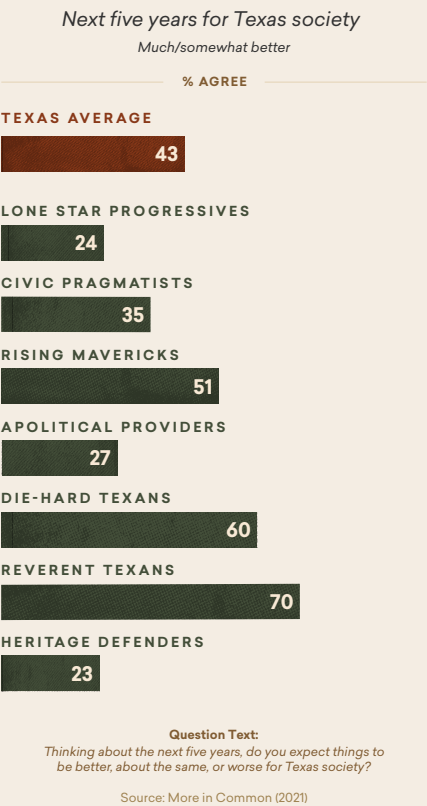 Next five years for Texas society
Much/somewhat better
% AGREE
TEXAS AVERAGE
43
LONE STAR PROGRESSIVES
24
CIVIC PRAGMATISTS
35
RISING MAVERICKS
51
APOLITICAL PROVIDERS
27
DIE-HARD TEXANS
60
REVERENT TEXANS
70
HERITAGE DEFENDERS
23
Question Text:
Thinking about the next five years, do you expect things to
be better, about the same, or worse for Texas society?
Source: More in Common (2021)